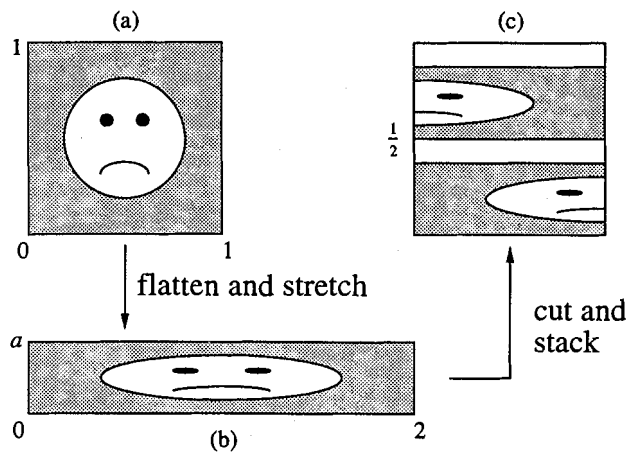 (a)
1
0 1
flatten and stretch
a
0 2
(b)
(c)
1/2
cut and
stack